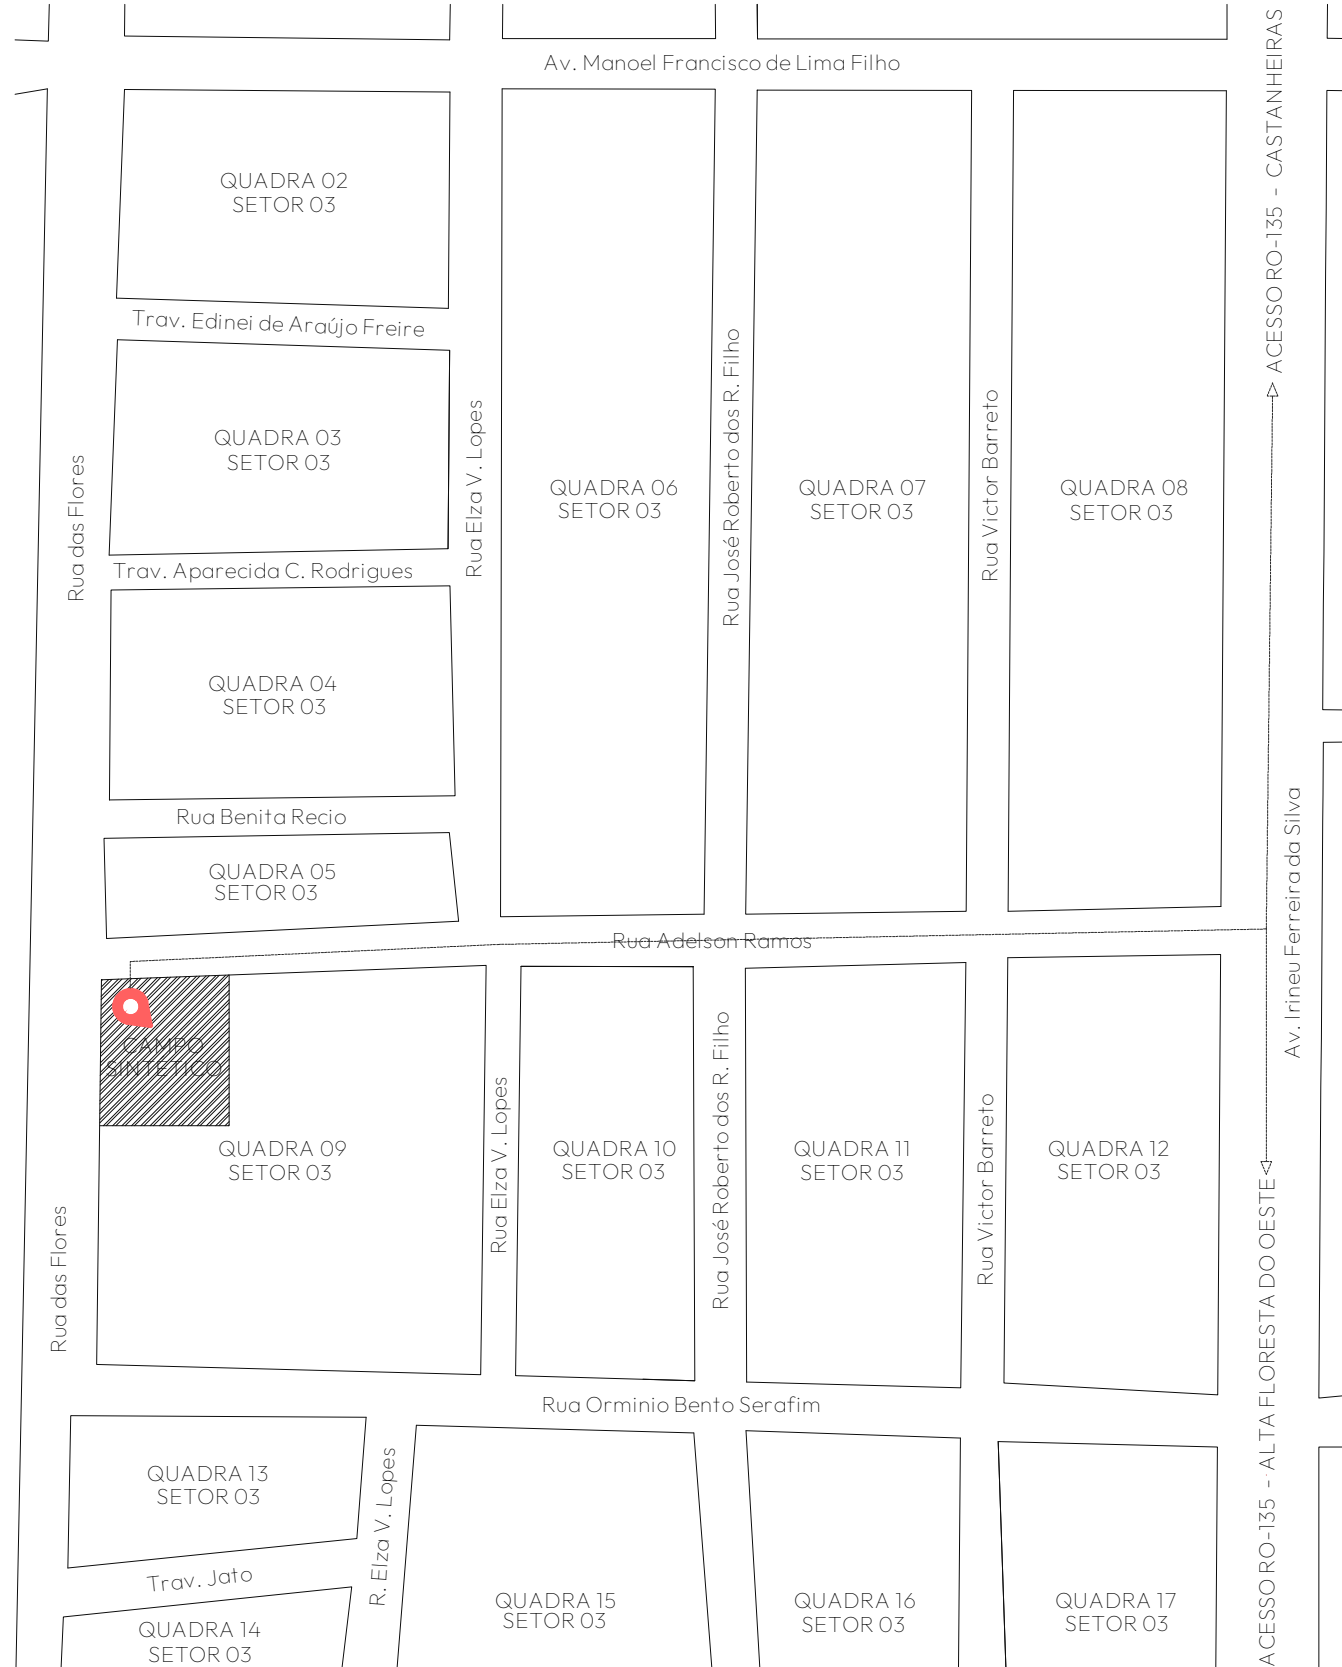 Av. Manoel Francisco de Lima Filho
ACESSO RO-135 - CASTANHEIRAS
QUADRA 02
SETOR 03
Trav. Edinei de Araújo Freire
QUADRA 03
SETOR 03
Rua das Flores
Rua Elza V. Lopes
QUADRA 06
SETOR 03
Rua José Roberto dos R. Filho
QUADRA 07
SETOR 03
Rua Victor Barreto
QUADRA 08
SETOR 03
Trav. Aparecida C. Rodrigues
QUADRA 04
SETOR 03
Rua Benita Recio
QUADRA 05
SETOR 03
Av. Irineu Ferreira da Silva
Rua Adelson Ramos
CAMPO
SINTÉTICO
QUADRA 09
SETOR 03
Rua das Flores
Rua Elza V. Lopes
QUADRA 10
SETOR 03
Rua José Roberto dos R. Filho
QUADRA 11
SETOR 03
Rua Victor Barreto
QUADRA 12
SETOR 03
ACESSO RO-135 - ALTA FLORESTA DO OESTE
Rua Orminio Bento Serafim
QUADRA 13
SETOR 03
R. Elza V. Lopes
Trav. Jato
QUADRA 14
SETOR 03
QUADRA 15
SETOR 03
QUADRA 16
SETOR 03
QUADRA 17
SETOR 03